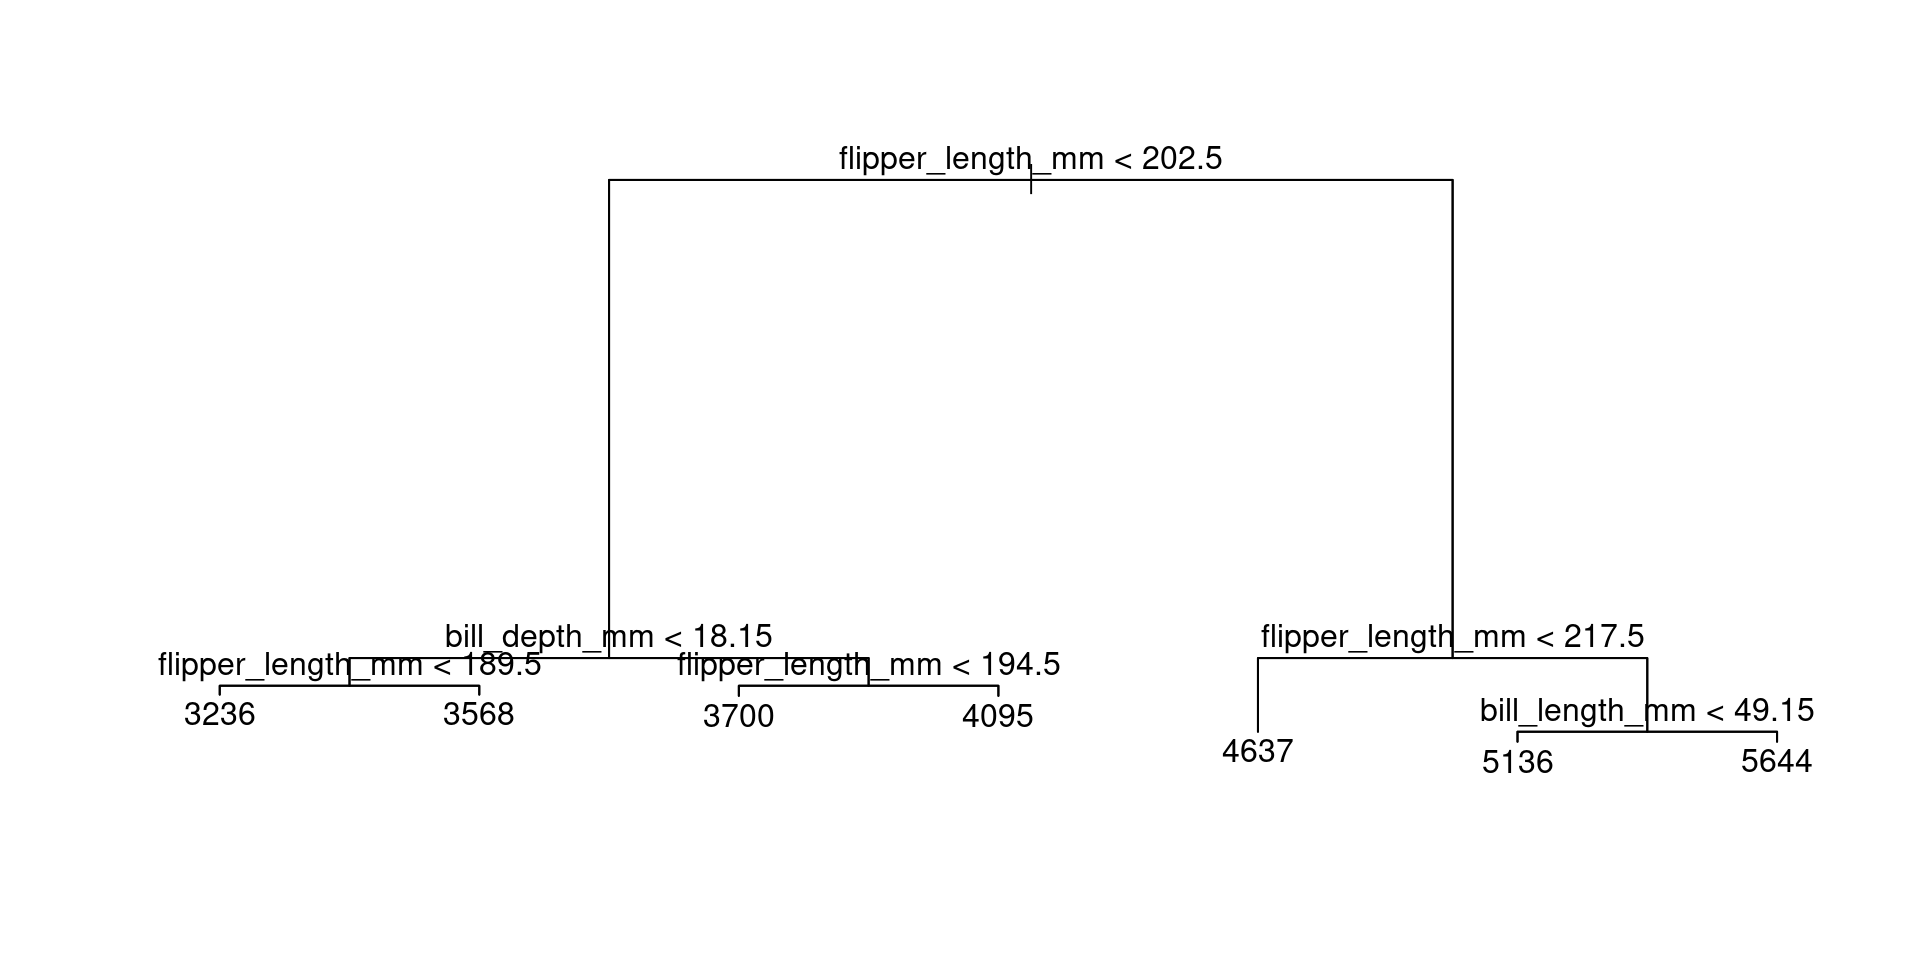 flipper_length_mm < 202.5
bill_depth_mm < 18.15
flipper_length_mm < 217.5
flipper_length_mm < 189.5
flipper_length_mm < 194.5
bill_length_mm < 49.15
3236
3568
3700
4095
4637
5136
5644